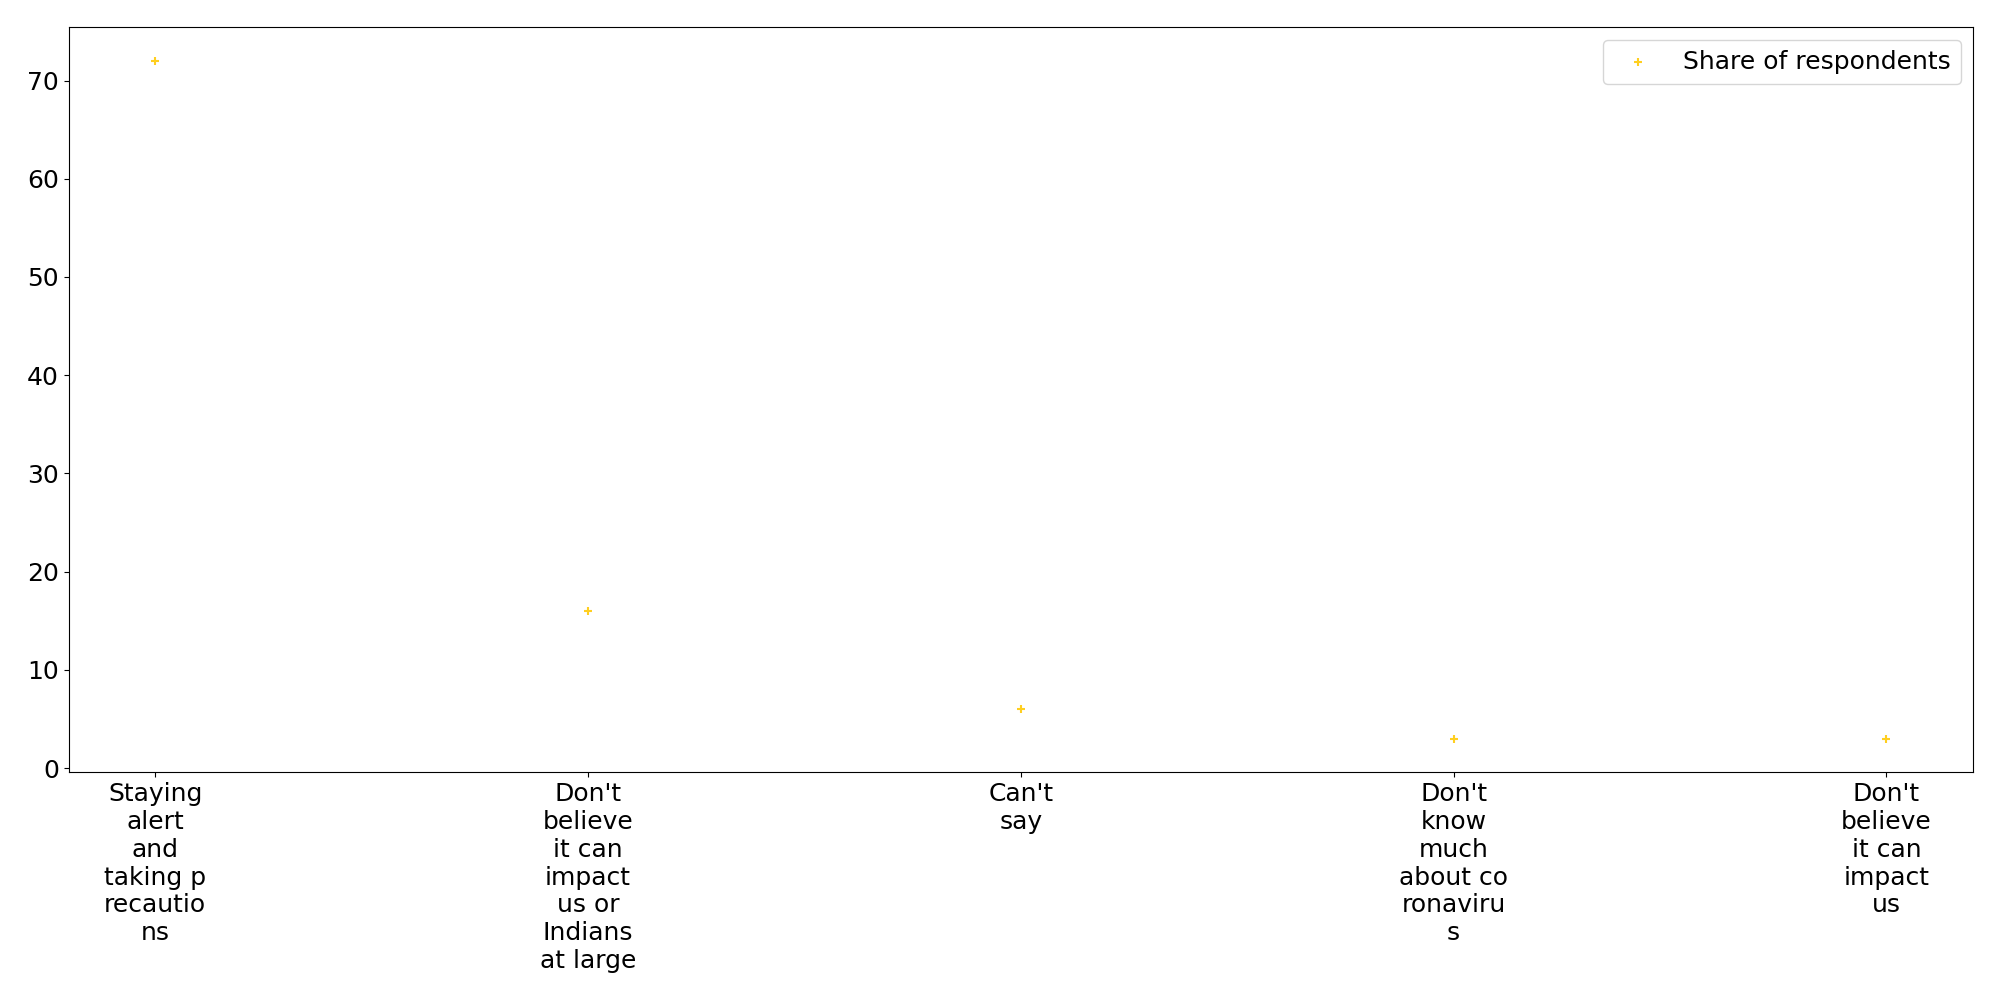 Share of respondents
70
60
50
40
30
20
10
0
Staying
alert
and
taking p
recautio
ns
Don't
believe
it can
impact
us or
Indians
at large
Can't
say
Don't
know
much
about co
ronaviru
s
Don't
believe
it can
impact
us